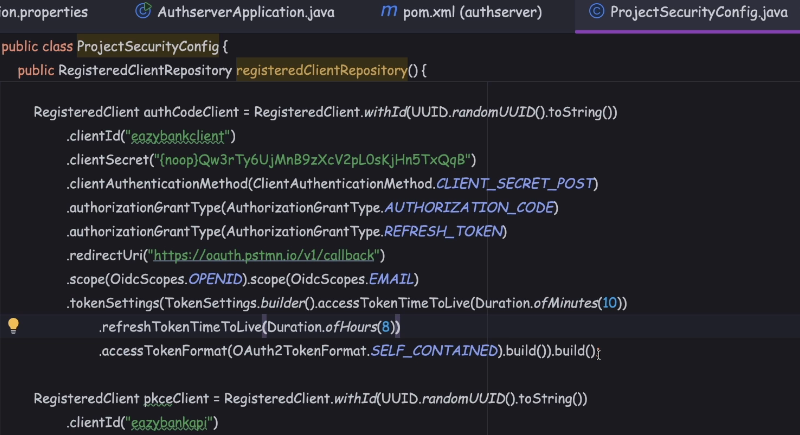 ion.properties
AuthserverApplication.java
m pom.xml (authserver)
© ProjectSecurityConfig.java
public class ProjectSecurityConfig {
public RegisteredClientRepository registeredClientRepository() {
RegisteredClient authCodeClient = RegisteredClient.withId(UUID.randomUUID().toString())
.clientId("eazybankclient")
.clientSecret("{noop}Qw3rTy6UjMnB9zXcV2pL0sKjHn5TxQqB")
.clientAuthenticationMethod(ClientAuthenticationMethod.CLIENT_SECRET_POST)
.authorizationGrantType(AuthorizationGrantType.AUTHORIZATION_CODE)
.authorizationGrantType(AuthorizationGrantType.REFRESH_TOKEN)
.redirectUri("https://oauth.pstmn.io/v1/callback")
.scope(OidcScopes.OPENID).scope(OidcScopes.EMAIL)
.tokenSettings(TokenSettings.builder().accessTokenTimeToLive(Duration.ofMinutes(10))
.refreshTokenTimeToLive(Duration.ofHours(8))
.accessTokenFormat(OAuth2TokenFormat.SELF_CONTAINED).build()).build();
RegisteredClient pkceClient = RegisteredClient.withId(UUID.randomUUID().toString())
.clientId("eazybankapi")